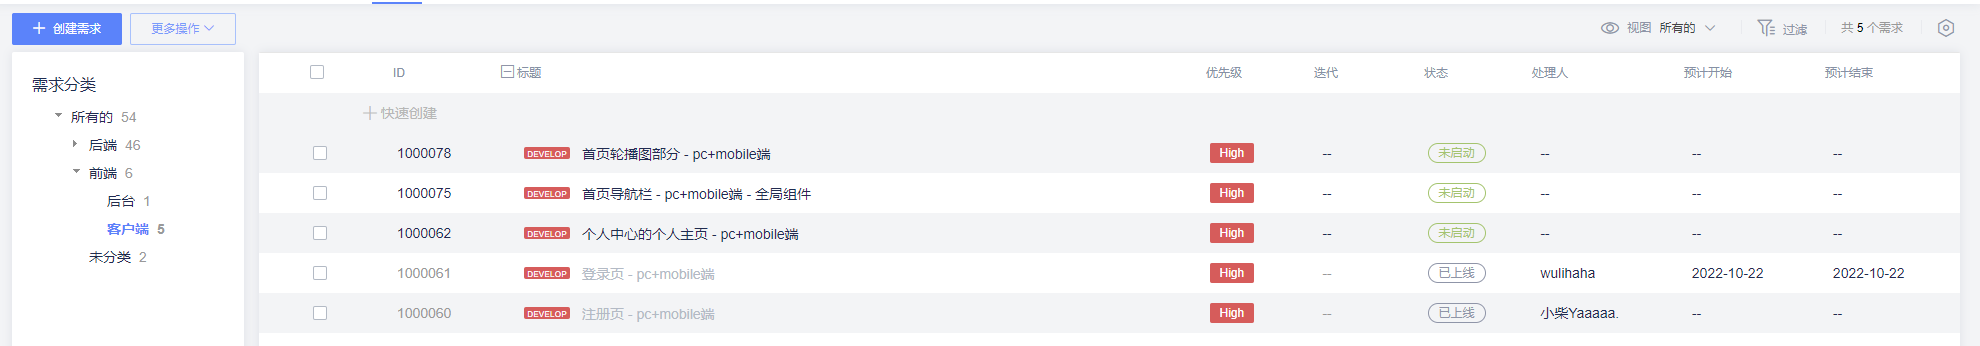 创建需求 更多操作 视图 所有的 过滤 共 5 个需求
需求分类
所有的 54
后端 46
前端 6
后台 1
客户端 5
未分类 2
ID 标题 优先级 迭代 状态 处理人 预计开始 预计结束
快速创建
1000078 DEVELOP 首页轮播图部分 - pc+mobile端 High -- 未启动 -- -- --
1000075 DEVELOP 首页导航栏 - pc+mobile端 - 全局组件 High -- 未启动 -- -- --
1000062 DEVELOP 个人中心的个人主页 - pc+mobile端 High -- 未启动 -- -- --
1000061 DEVELOP 登录页 - pc+mobile端 High -- 已上线 wulihaha 2022-10-22 2022-10-22
1000060 DEVELOP 注册页 - pc+mobile端 High -- 已上线 小柴Yaaaaa. -- --